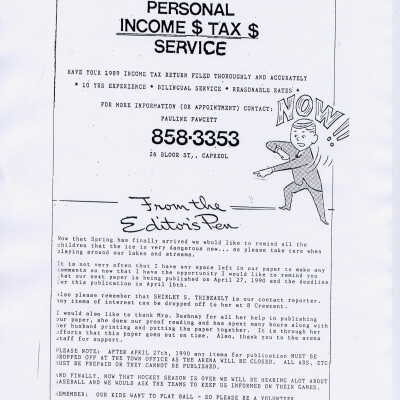 PERSONAL
INCOME $ TAX $
SERVICE
HAVE YOUR 1989 INCOME TAX RETURN FILED THOROUGHLY AND ACCURATELY
* 10 YRS EXPERIENCE * BILINGUAL SERVICE * REASONABLE RATES *
FOR MORE INFORMATION (OR APPOINTMENT) CONTACT:
PAULINE FAWCETT
858-3353
26 BLOOR ST,, CAPREOL
NOW!!
From the
Editor's Pen
Now that Spring has finally arrived we would like to remind all the
children that the ice is very dangerous now... so please take care when
playing around our lakes and streams.
It is not very often that I have any space left in our paper to make any
comments so now that I have the opportunity I would like to remind you
that our next paper is being published on April 27, 1990 and the deadline
for this publication is April 16th.
Also please remember that SHIRLEY S. THIBEAULT is our contact reporter.
Any items of interest can be dropped off to her at 8 Crescent.
I would also like to thank Mrs. Dashney for all her help in publishing
our paper, she does our proof reading and has spent many hours along with
her husband printing and putting the paper together. It is through her
efforts that this paper goes out on time. Also, thank you to the arena
staff for support.
PLEASE NOTE: AFTER APRIL 27th, 1990 any items for publication MUST BE
DROPPED OFF AT THE TOWN OFFICE AS THE ARENA WILL BE CLOSED. ALL ADS, ETC
MUST BE PREPAID OR THEY CANNOT BE PUBLISHED.
AND FINALLY, NOW THAT HOCKEY SEASON IS OVER WE WILL BE HEARING ALOT ABOUT
BASEBALL AND WE WOULD ASK THE TEAMS TO KEEP US INFORMED ON THEIR GAMES.
REMEMBER: OUR KIDS WANT TO PLAY BALL - SO PLEASE BE A VOLUNTEER